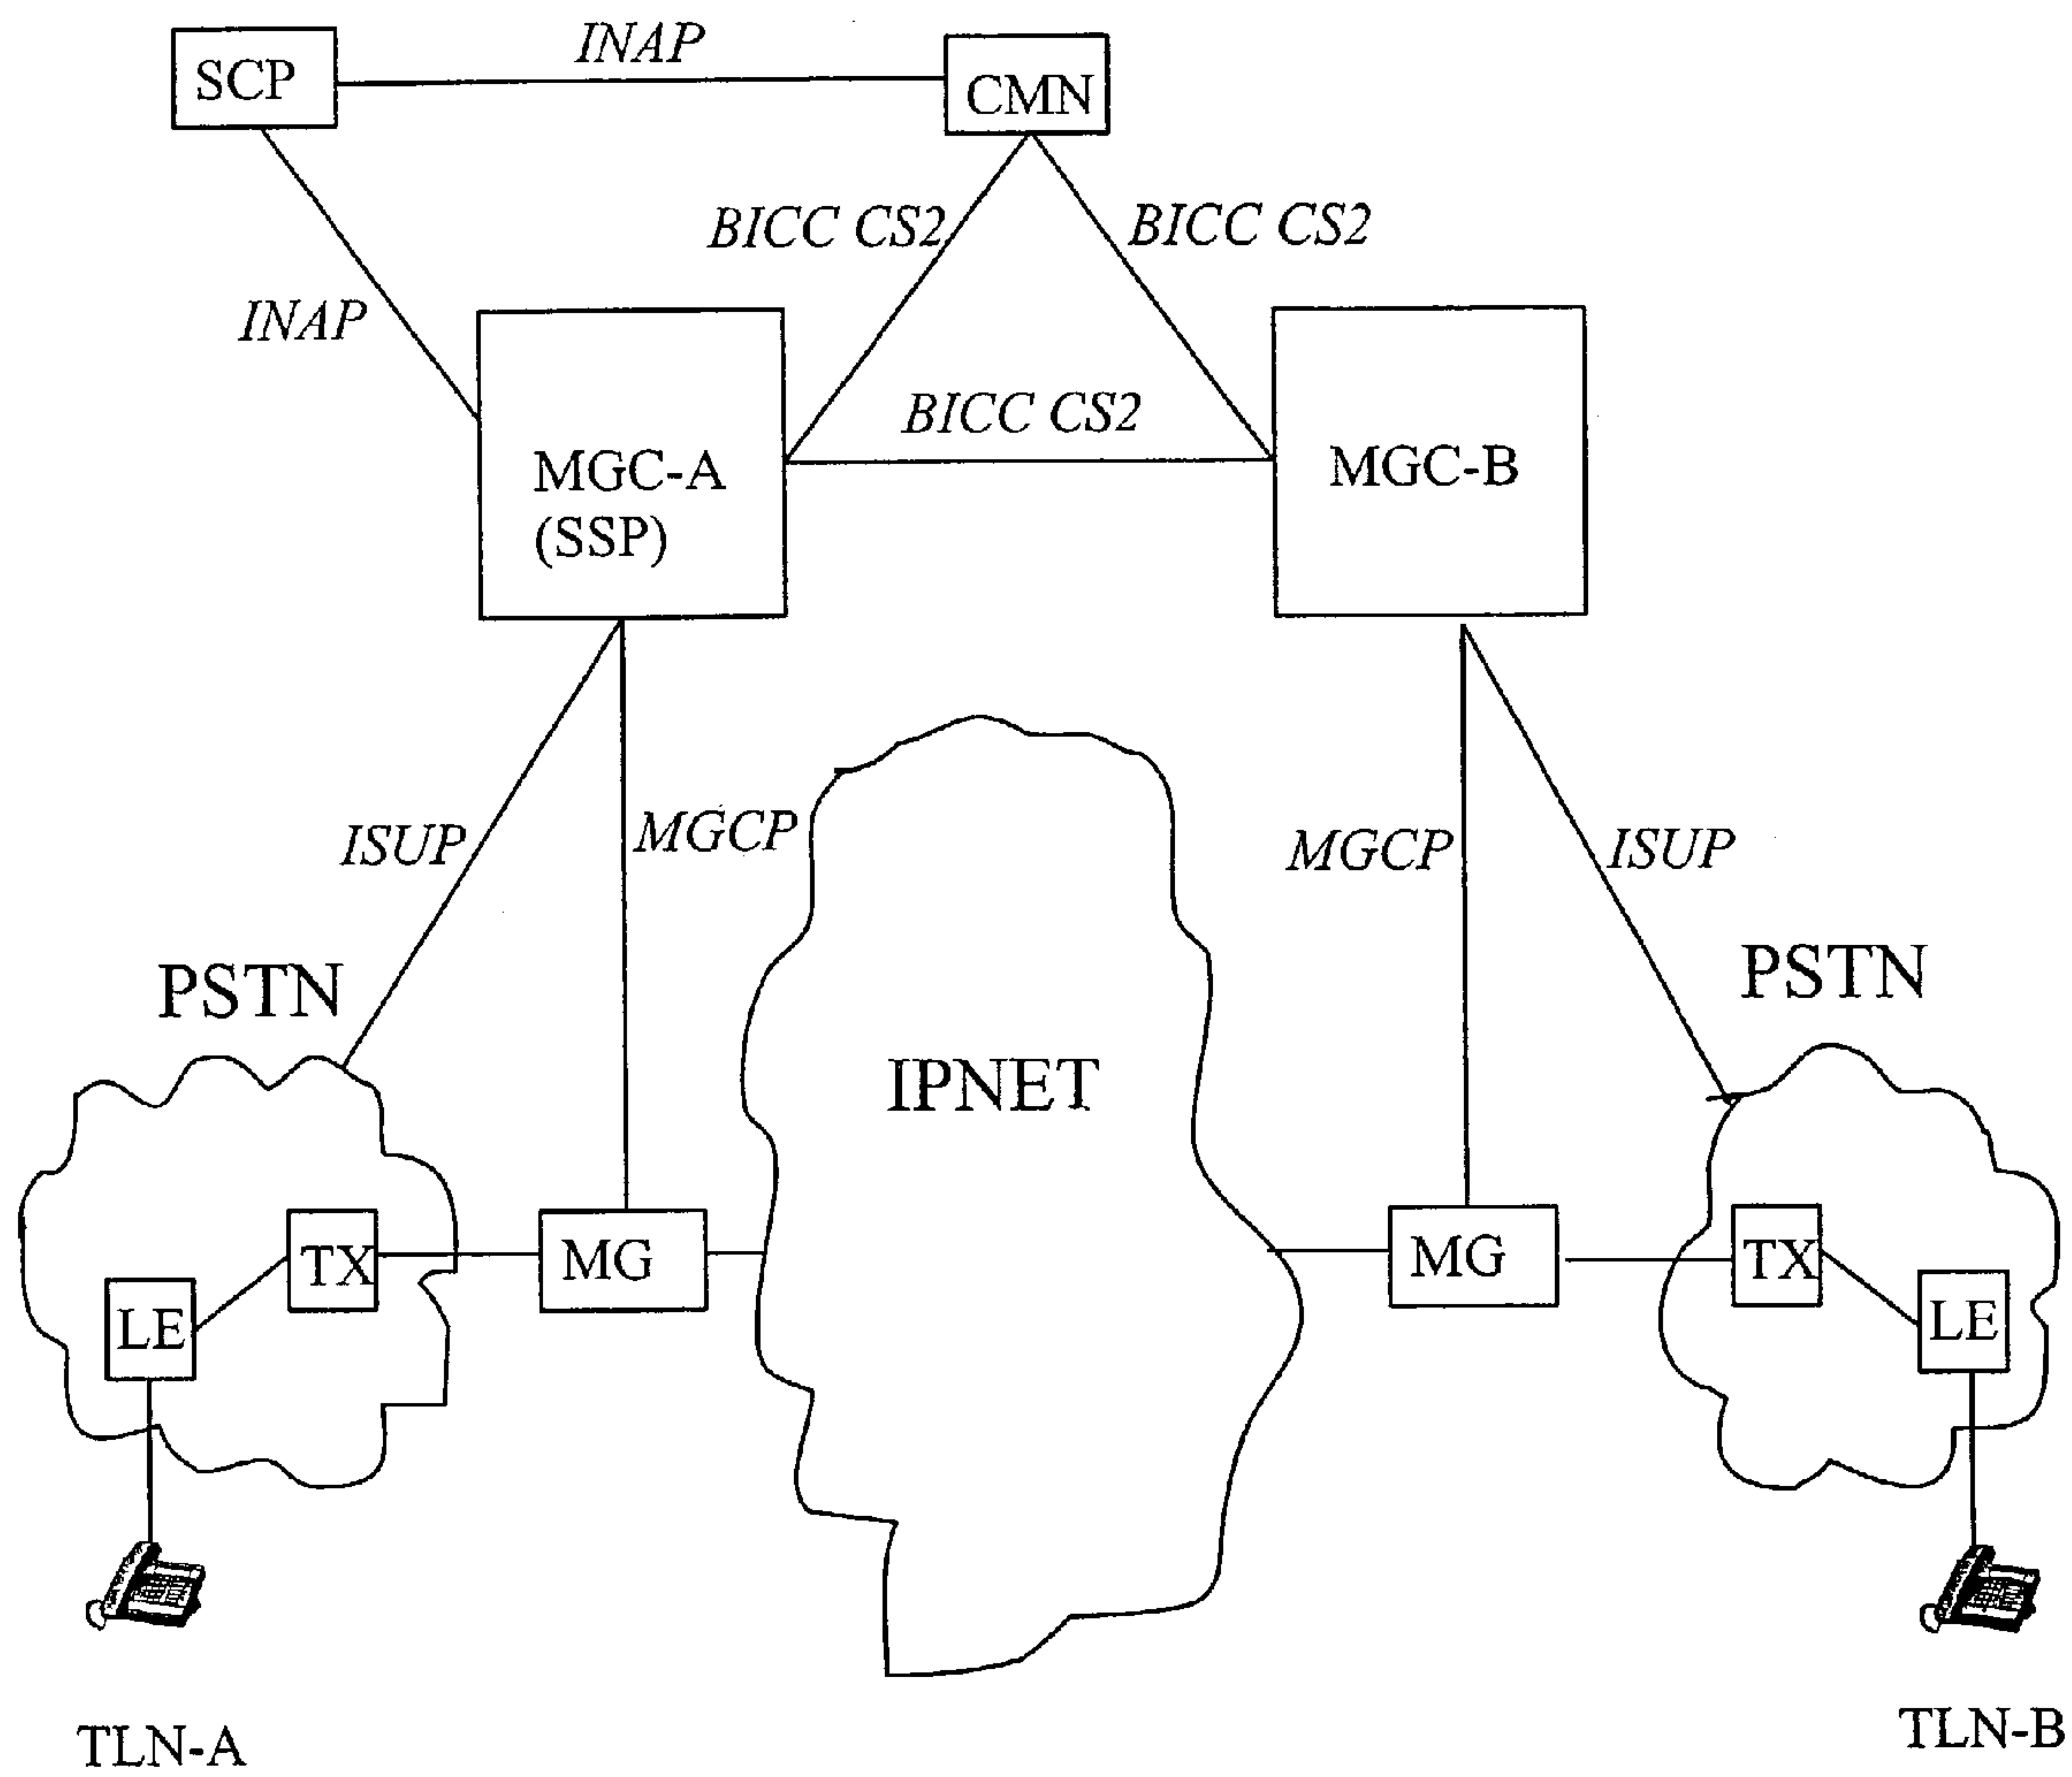 INAP
SCP
CMN
BICC CS2
BICC CS2
INAP
BICC CS2
MGC-A
(SSP)
MGC-B
ISUP
MGCP
MGCP
ISUP
PSTN
PSTN
IPNET
TX
MG
MG
TX
LE
LE
TLN-A
TLN-B